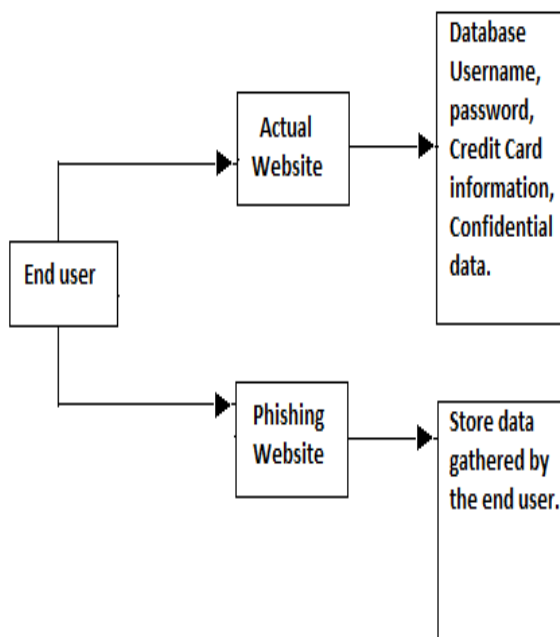 Database
Username,
password,
Credit Card
information,
Confidential
data.
Actual
Website
End user
Phishing
Website
Store data
gathered by
the end user.